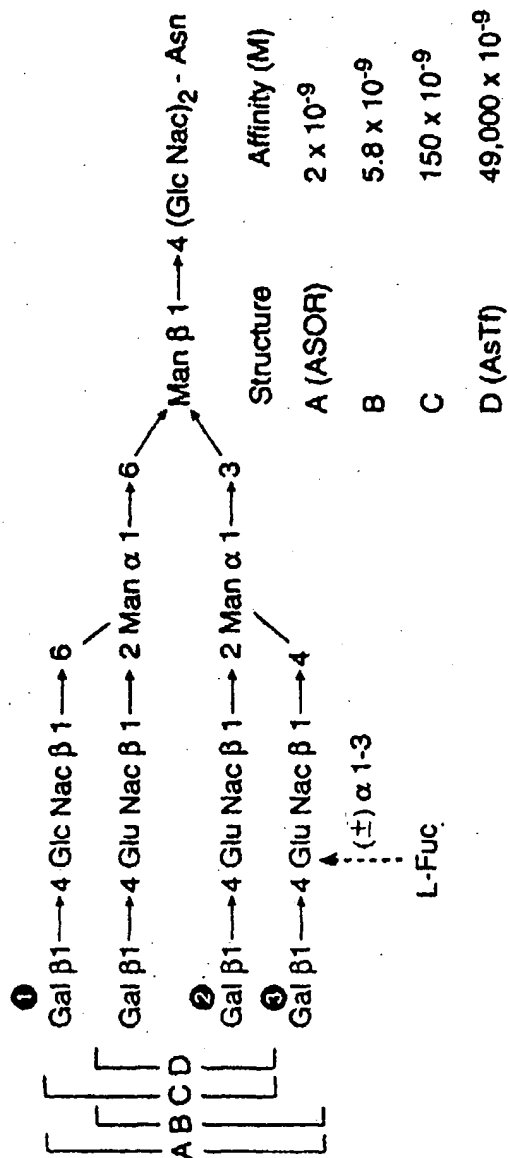 ❶
Gal β1→4 Glc Nac β 1→6
Gal β1→4 Glu Nac β 1→2 Man α 1→6
Man β 1→4 (Glc Nac)2 - Asn
❷
Gal β1→4 Glu Nac β 1→2 Man α 1→3
❸
Gal β1→4 Glu Nac β 1→4
(±) α 1-3
L-Fuc
A B C D
Structure Affinity (M)
A (ASOR) 2 x 10-9
B 5.8 x 10-9
C 150 x 10-9
D (AsTf) 49,000 x 10-9